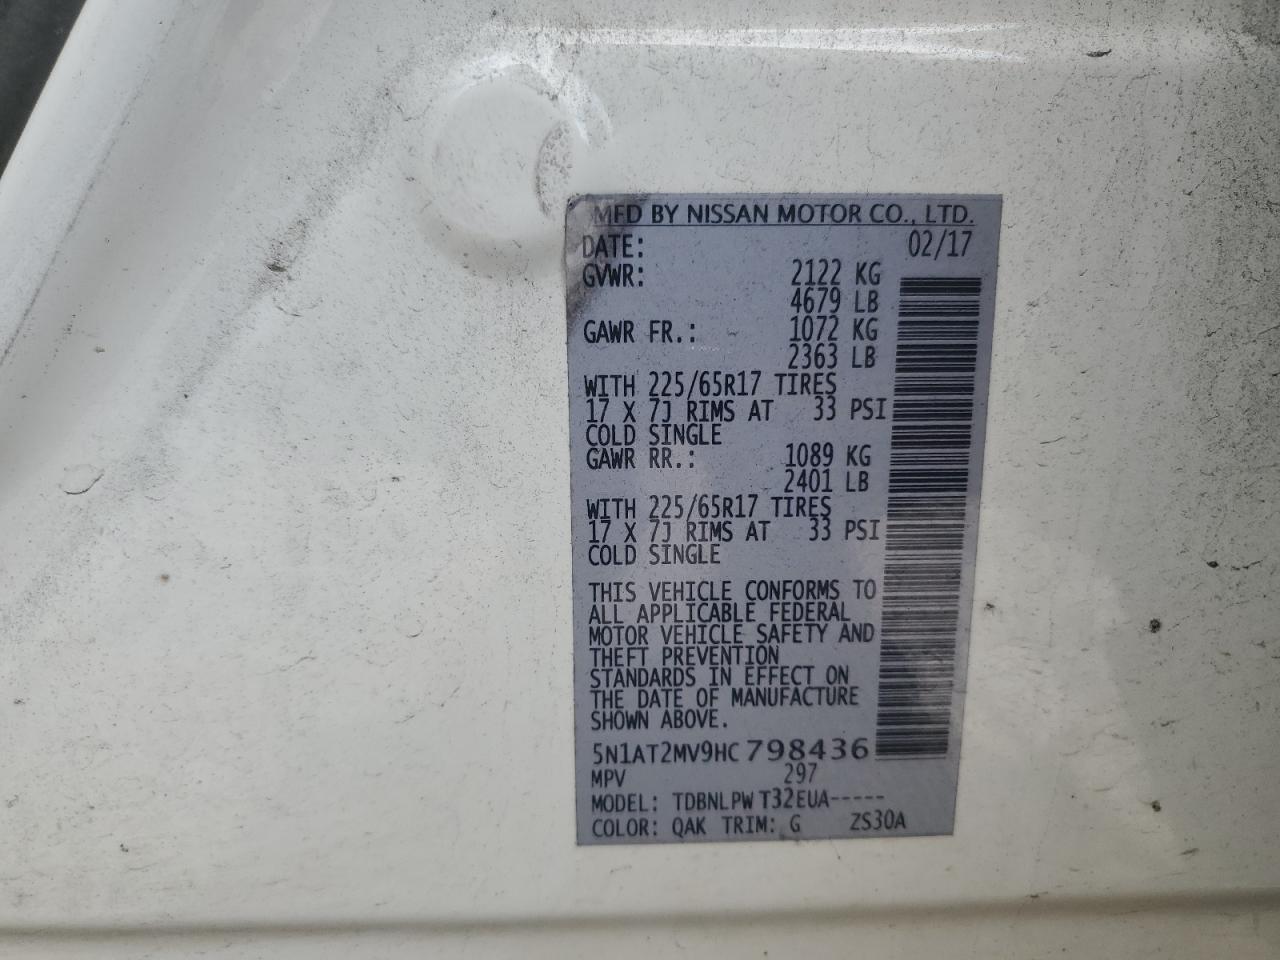 MFD BY NISSAN MOTOR CO., LTD.
DATE: 02/17
GVWR: 2122 KG
4679 LB
GAWR FR.: 1072 KG
2363 LB
WITH 225/65R17 TIRES
17 X 7J RIMS AT 33 PSI
COLD SINGLE
GAWR RR.: 1089 KG
2401 LB
WITH 225/65R17 TIRES
17 X 7J RIMS AT 33 PSI
COLD SINGLE
THIS VEHICLE CONFORMS TO
ALL APPLICABLE FEDERAL
MOTOR VEHICLE SAFETY AND
THEFT PREVENTION
STANDARDS IN EFFECT ON
THE DATE OF MANUFACTURE
SHOWN ABOVE.
5N1AT2MV9HC798436
MPV 297
MODEL: TDBNLPW T32EUA-----
COLOR: QAK TRIM: G ZS30A